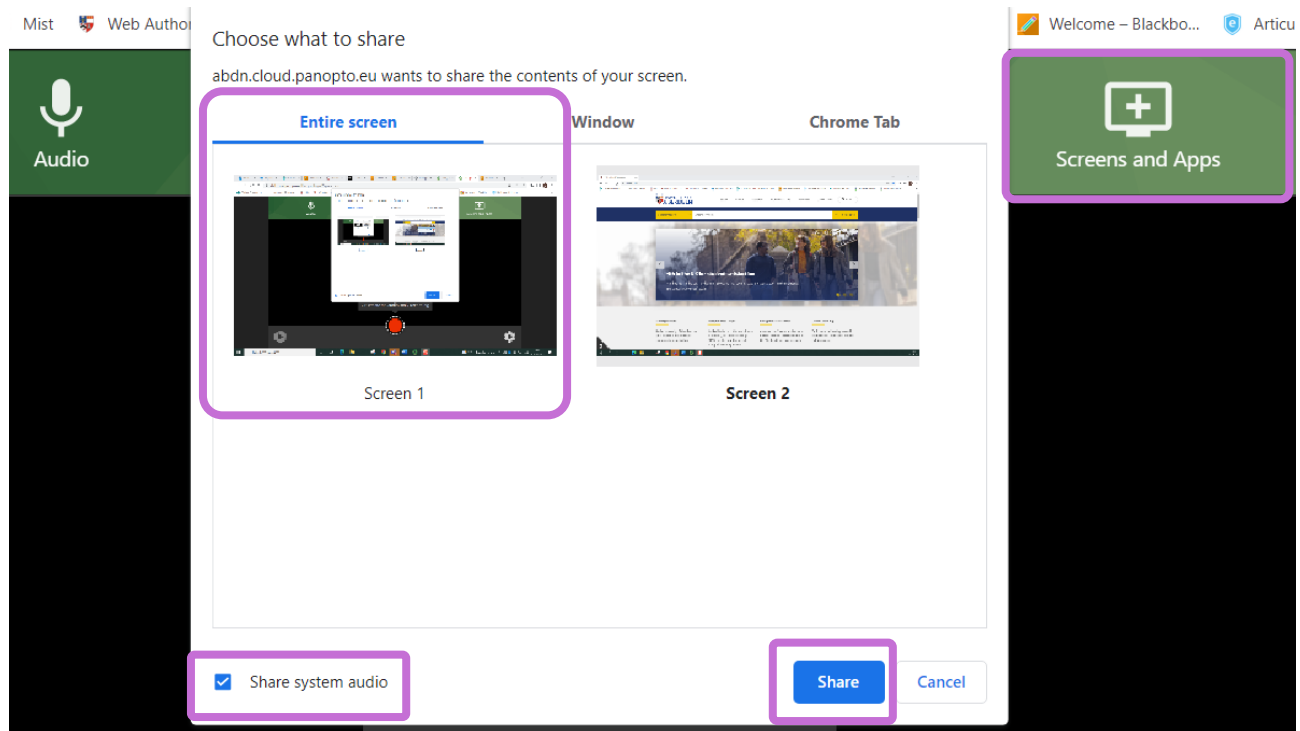 Mist
Web Autho
Welcome – Blackbo...
Articu
Choose what to share
abdn.cloud.panopto.eu wants to share the contents of your screen.
Audio
Entire screen
Window
Chrome Tab
Screens and Apps
Screen 1
Screen 2
Share system audio
Share
Cancel